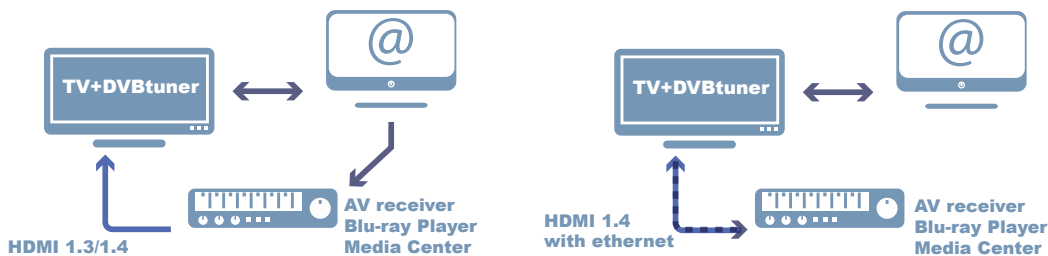 @
TV+DVBtuner
AV receiver
Blu-ray Player
Media Center
HDMI 1.3/1.4
@
TV+DVBtuner
HDMI 1.4
with ethernet
AV receiver
Blu-ray Player
Media Center